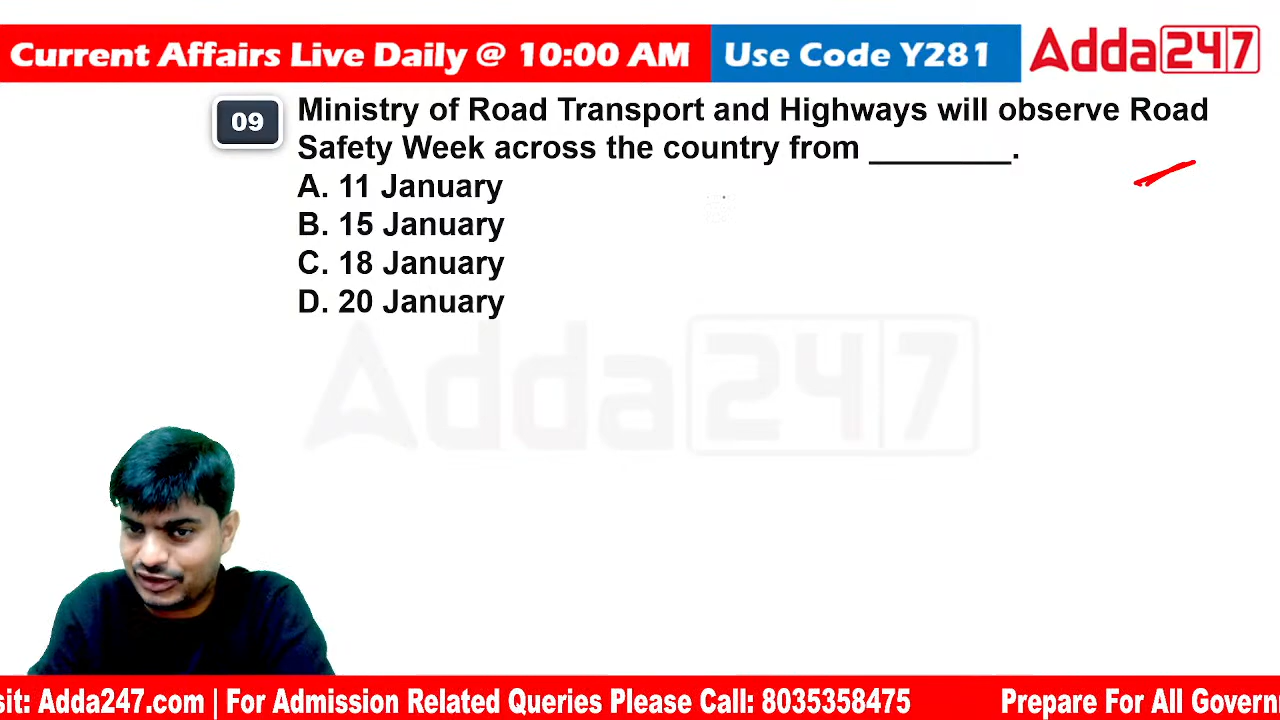 Current Affairs Live Daily @ 10:00 AM
Use Code Y281
Adda247
09
Ministry of Road Transport and Highways will observe Road
Safety Week across the country from ________.
A. 11 January
B. 15 January
C. 18 January
D. 20 January
Adda247
sit: Adda247.com | For Admission Related Queries Please Call: 8035358475
Prepare For All Govern